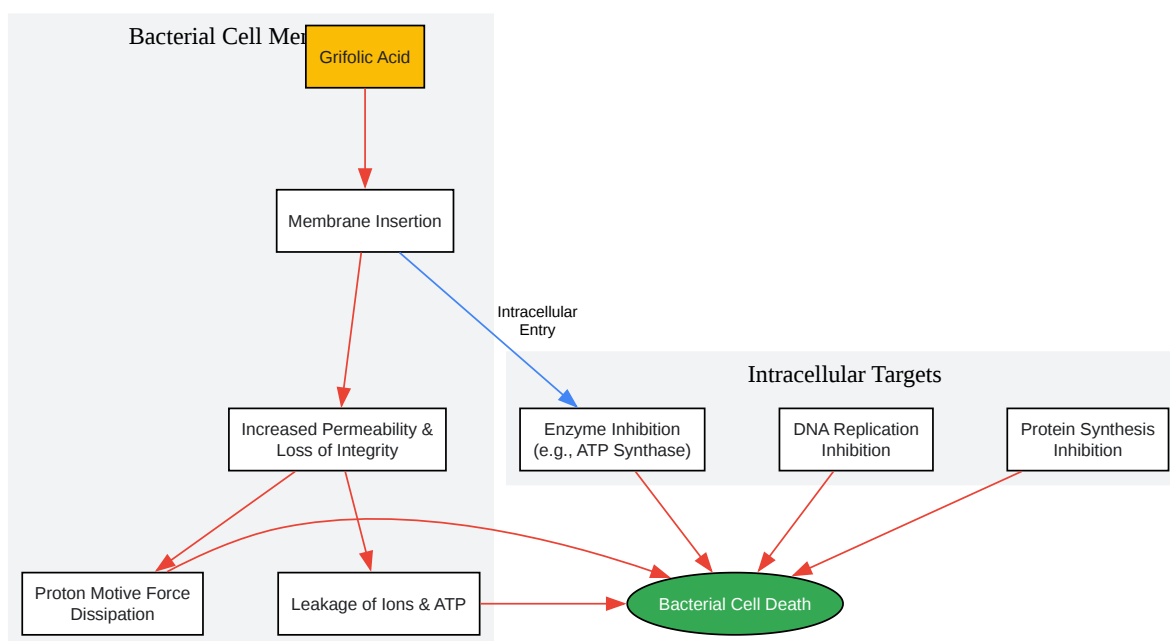 Bacterial Cell
Grifolic Acid
Membrane Insertion
Intracellular
Entry
Intracellular Targets
Increased Permeability &
Loss of Integrity
Enzyme Inhibition
(e.g., ATP Synthase)
DNA Replication
Inhibition
Protein Synthesis
Inhibition
Proton Motive Force
Dissipation
Leakage of Ions & ATP
Bacterial Cell Death